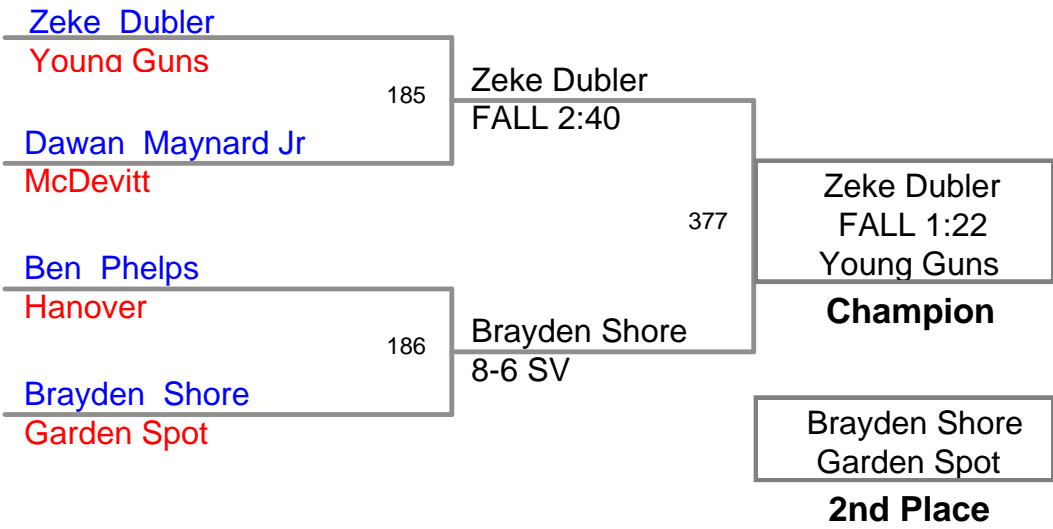 Zeke Dubler
Young Guns
185
Zeke Dubler
FALL 2:40
Dawan Maynard Jr
McDevitt
377
Zeke Dubler
FALL 1:22
Young Guns
Champion
Ben Phelps
Hanover
186
Brayden Shore
8-6 SV
Brayden Shore
Garden Spot
Brayden Shore
Garden Spot
2nd Place